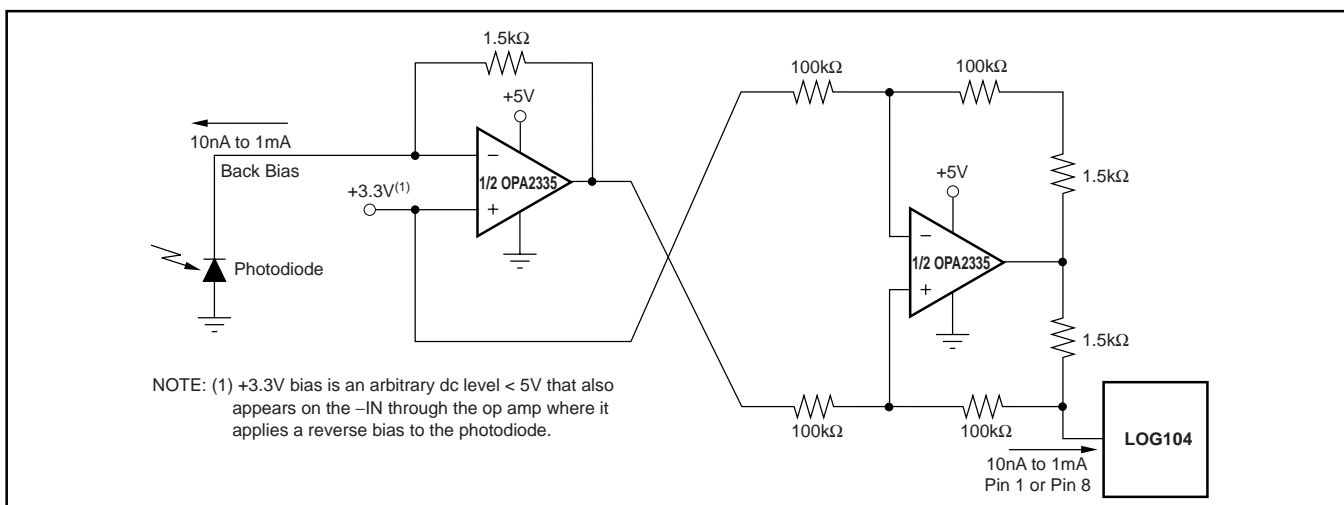 1.5kΩ
+5V
10nA to 1mA
Back Bias
−
1/2 OPA2335
+3.3V(1)
+
Photodiode
100kΩ
100kΩ
1.5kΩ
+5V
−
1/2 OPA2335
+
1.5kΩ
100kΩ
100kΩ
LOG104
10nA to 1mA
Pin 1 or Pin 8
NOTE: (1) +3.3V bias is an arbitrary dc level < 5V that also
appears on the –IN through the op amp where it
applies a reverse bias to the photodiode.